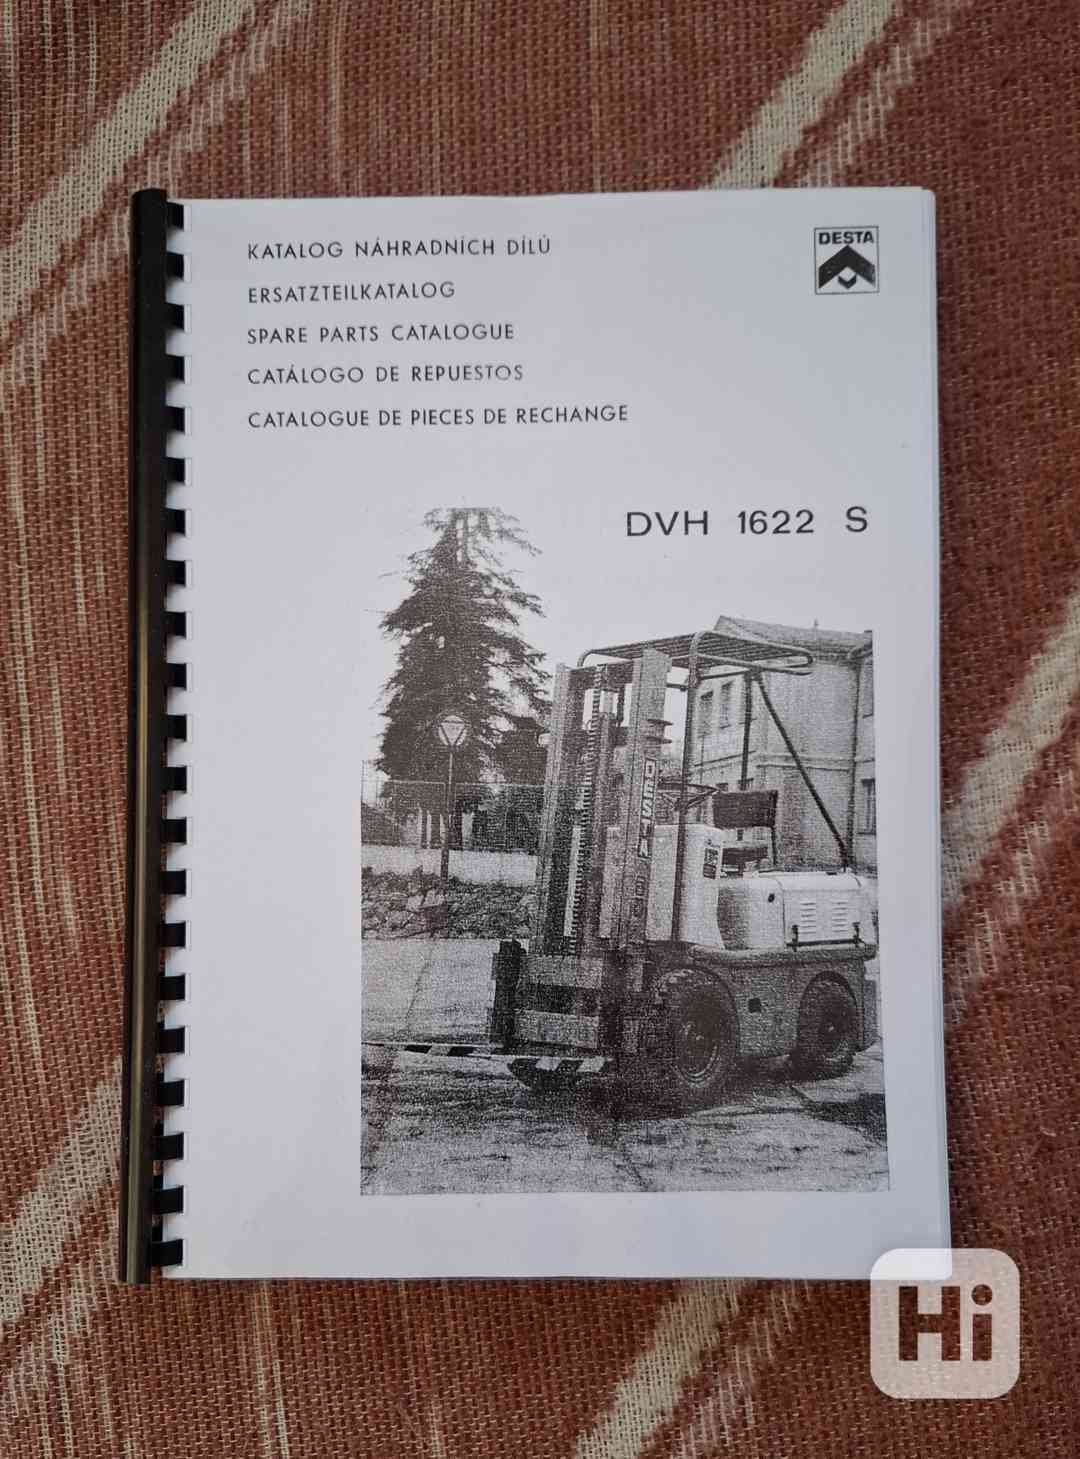 KATALOG NÁHRADNÍCH DÍLŮ
DESTA
ERSATZTEILKATALOG
SPARE PARTS CATALOGUE
CATÁLOGO DE REPUESTOS
CATALOGUE DE PIECES DE RECHANGE
DVH 1622 S
DESTA
Hi